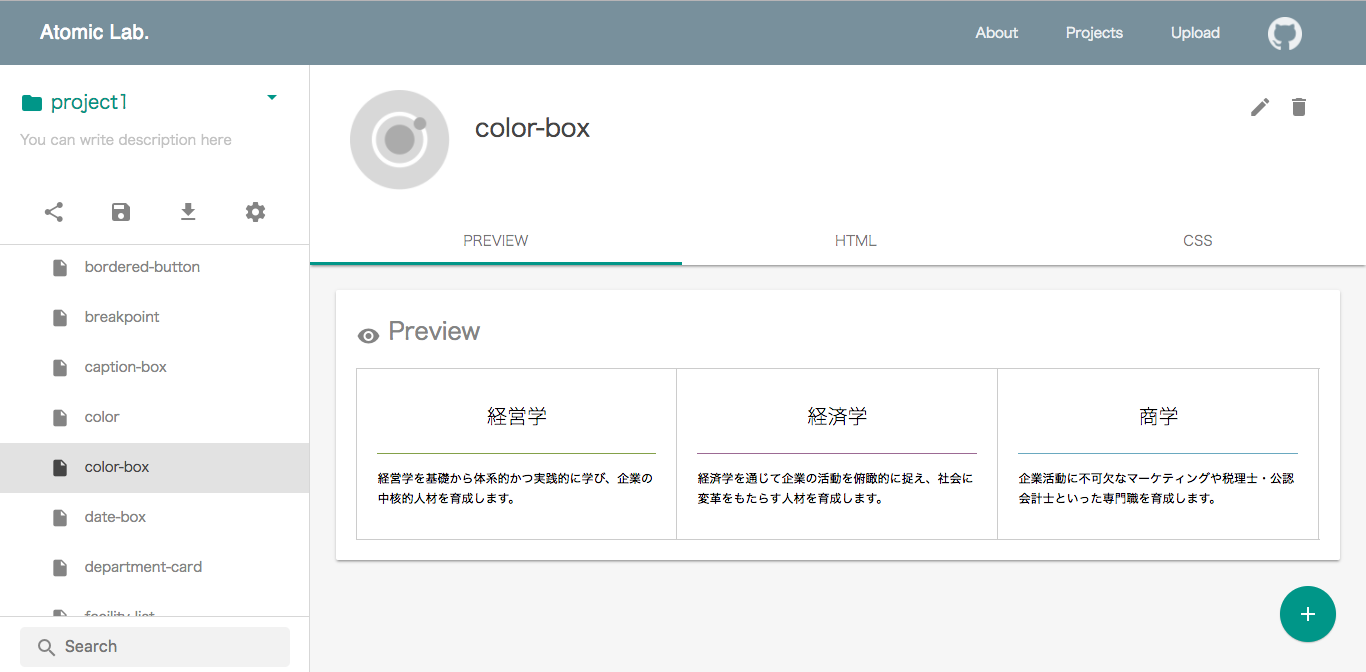 Atomic Lab.
About
Projects
Upload
project1
You can write description here
bordered-button
breakpoint
caption-box
color
color-box
date-box
department-card
facility-list
Search
color-box
PREVIEW
HTML
CSS
Preview
経営学
経営学を基礎から体系的かつ実践的に学び、企業の
中核的人材を育成します。
経済学
経済学を通じて企業の活動を俯瞰的に捉え、社会に
変革をもたらす人材を育成します。
商学
企業活動に不可欠なマーケティングや税理士・公認
会計士といった専門職を育成します。